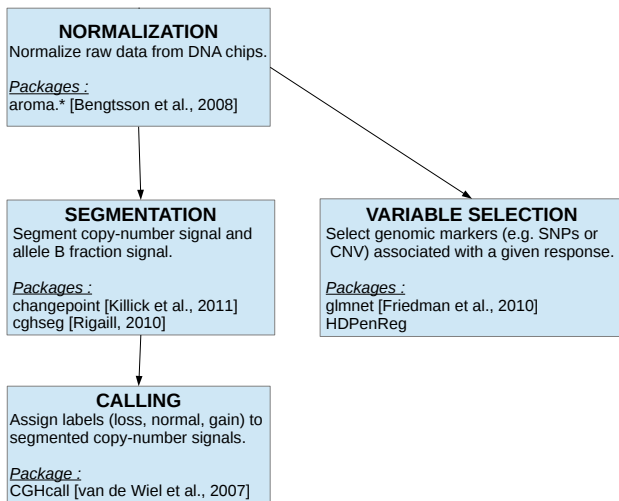 NORMALIZATION
Normalize raw data from DNA chips.
Packages :
aroma.* [Bengtsson et al., 2008]
SEGMENTATION
Segment copy-number signal and
allele B fraction signal.
Packages :
changepoint [Killick et al., 2011]
cghseg [Rigaill, 2010]
VARIABLE SELECTION
Select genomic markers (e.g. SNPs or
CNV) associated with a given response.
Packages :
glmnet [Friedman et al., 2010]
HDPenReg
CALLING
Assign labels (loss, normal, gain) to
segmented copy-number signals.
Package :
CGHcall [van de Wiel et al., 2007]